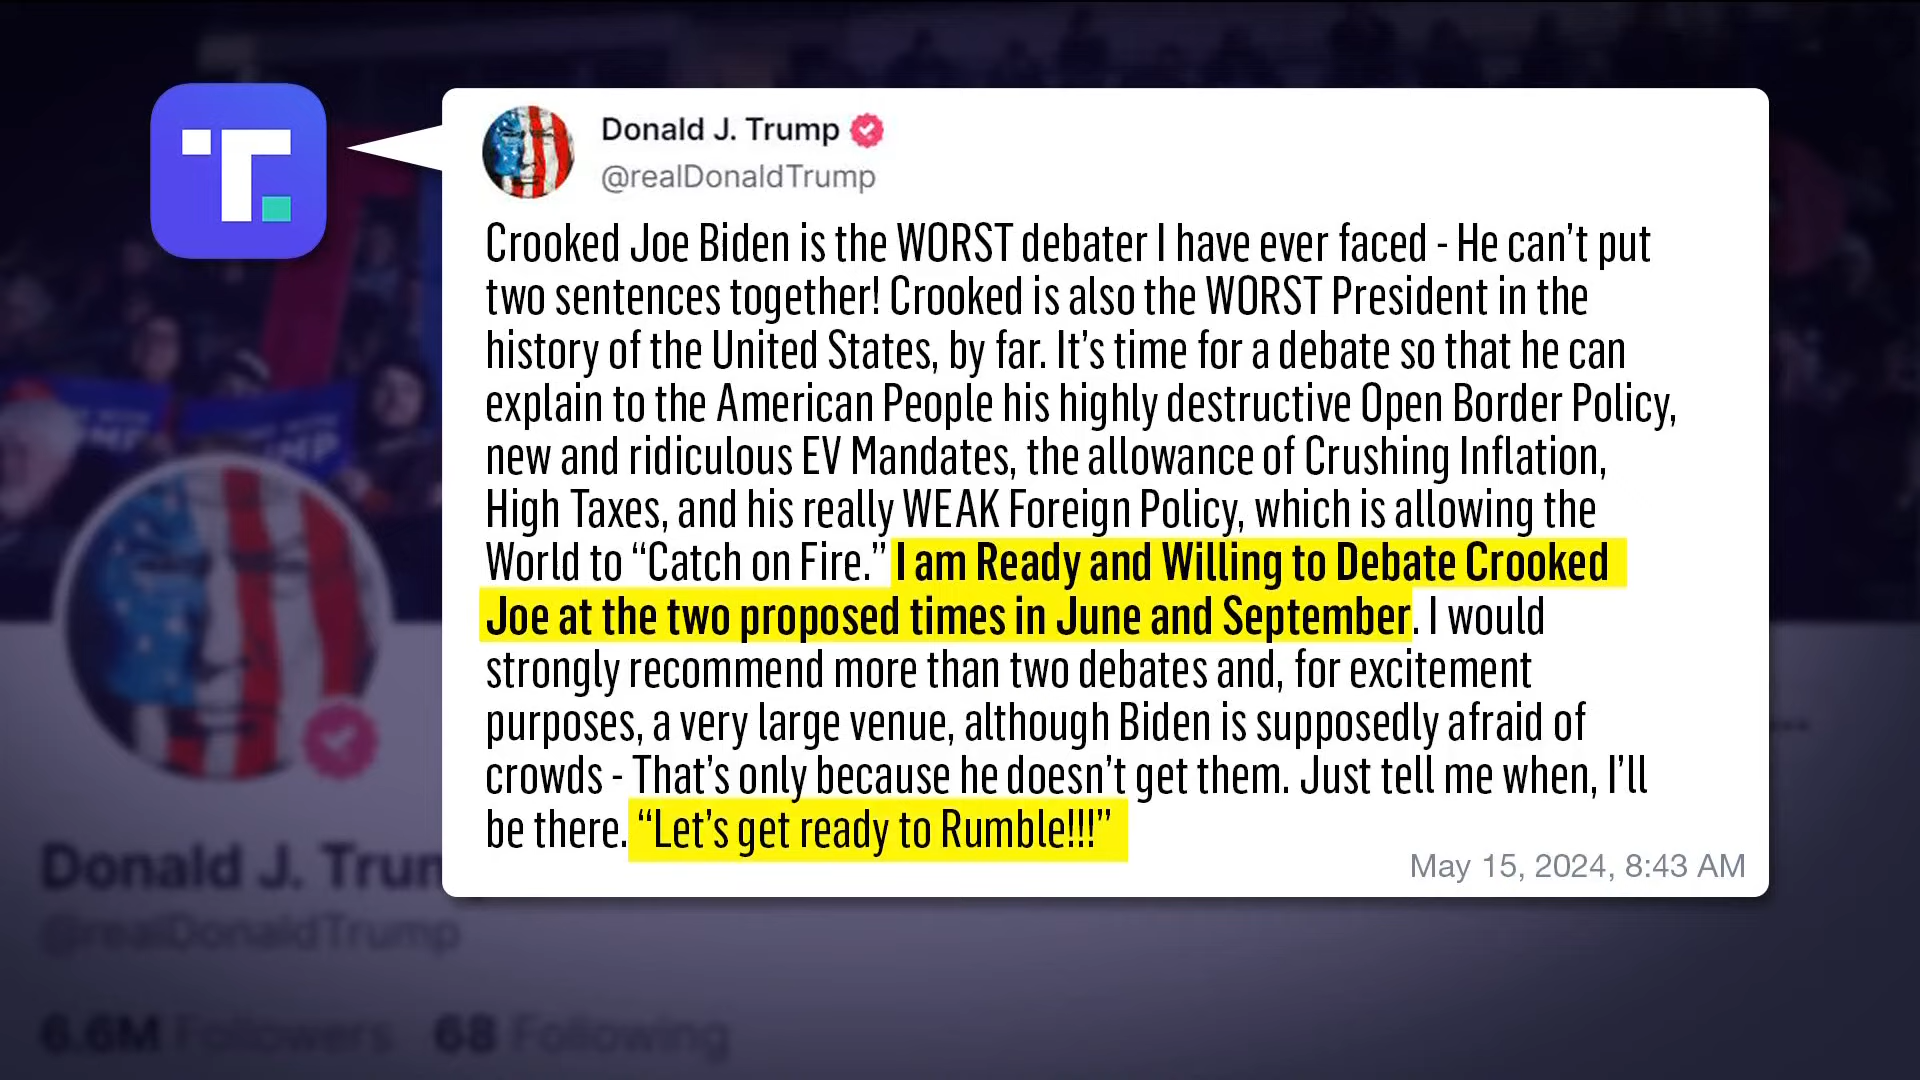 Donald J. Trump
@realDonaldTrump
Crooked Joe Biden is the WORST debater I have ever faced - He can’t put
two sentences together! Crooked is also the WORST President in the
history of the United States, by far. It’s time for a debate so that he can
explain to the American People his highly destructive Open Border Policy,
new and ridiculous EV Mandates, the allowance of Crushing Inflation,
High Taxes, and his really WEAK Foreign Policy, which is allowing the
World to “Catch on Fire.” I am Ready and Willing to Debate Crooked
Joe at the two proposed times in June and September. I would
strongly recommend more than two debates and, for excitement
purposes, a very large venue, although Biden is supposedly afraid of
crowds - That’s only because he doesn’t get them. Just tell me when, I’ll
be there. “Let’s get ready to Rumble!!!”
May 15, 2024, 8:43 AM
Donald J. Trum
@realDonaldTrump
6.6M Followers 68 Following